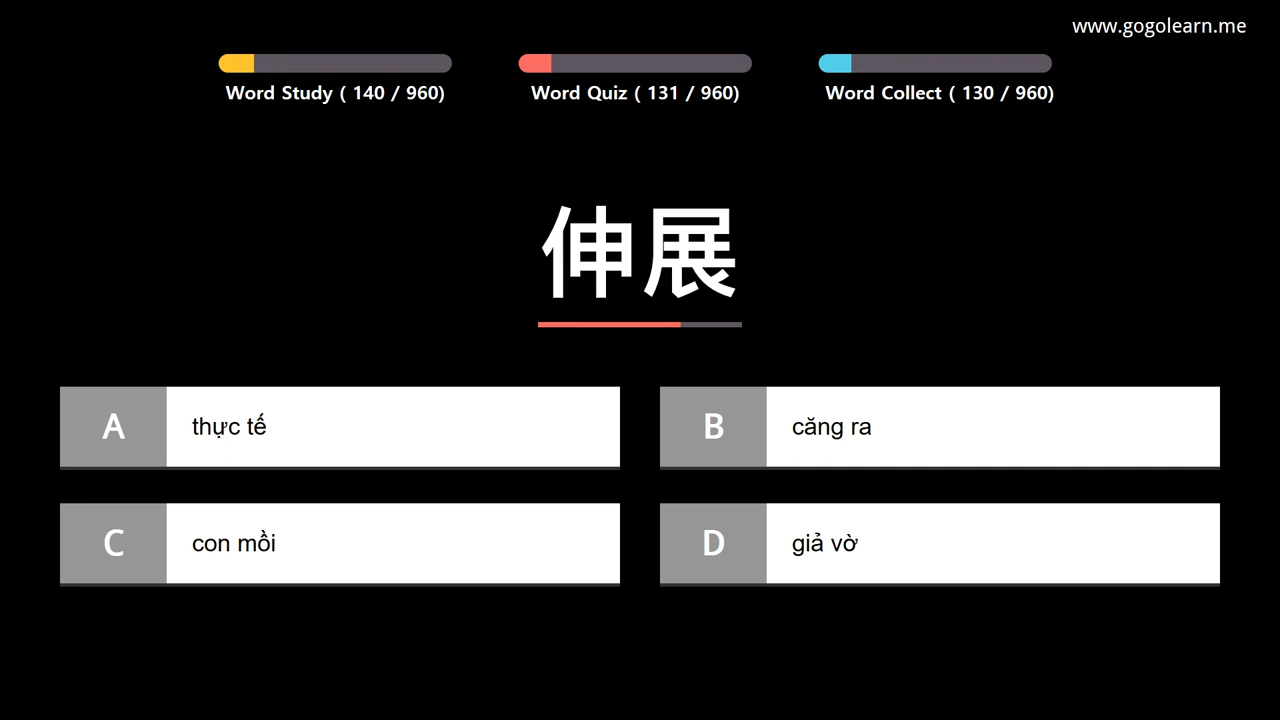 www.gogolearn.me
Word Study ( 140 / 960)
Word Quiz ( 131 / 960)
Word Collect ( 130 / 960)
伸展
A thực tế
B căng ra
C con mồi
D giả vờ